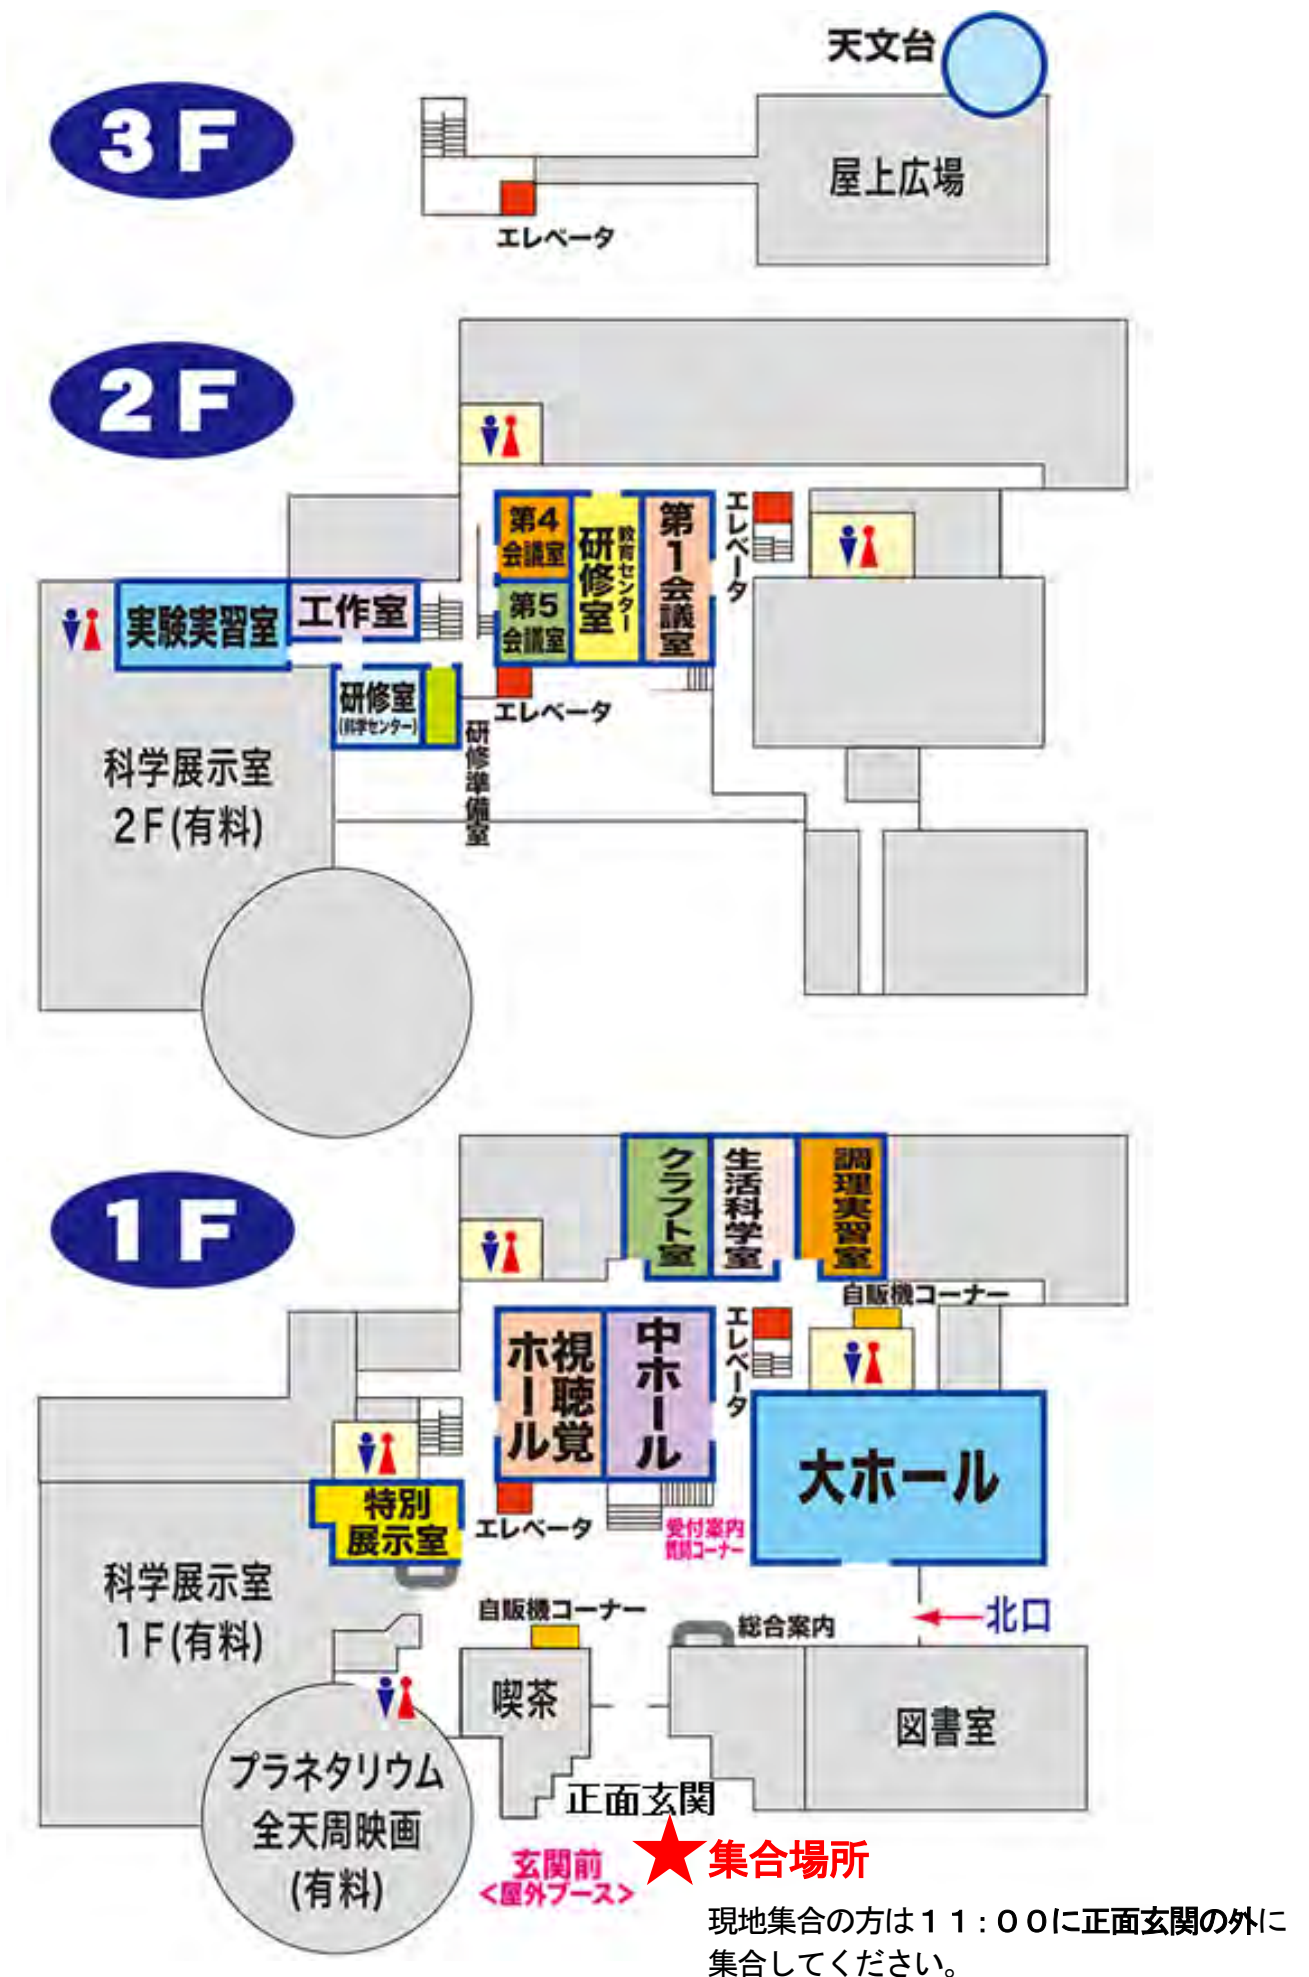 天文台
3F
屋上広場
エレベータ
2F
第4
会議室
教育センター
研修室
第1会議室
エレベータ
第5
会議室
実験実習室
工作室
研修室
(科学センター)
エレベータ
研修準備室
科学展示室
2F(有料)
1F
クラフト室
生活科学室
調理実習室
自販機コーナー
視聴覚
ホール
中ホール
エレベータ
大ホール
特別
展示室
エレベータ
受付案内
質問コーナー
科学展示室
1F(有料)
自販機コーナー
総合案内
北口
喫茶
図書室
プラネタリウム
全天周映画
(有料)
正面玄関
玄関前
<屋外ブース>
★集合場所
現地集合の方は11:00に正面玄関の外に
集合してください。